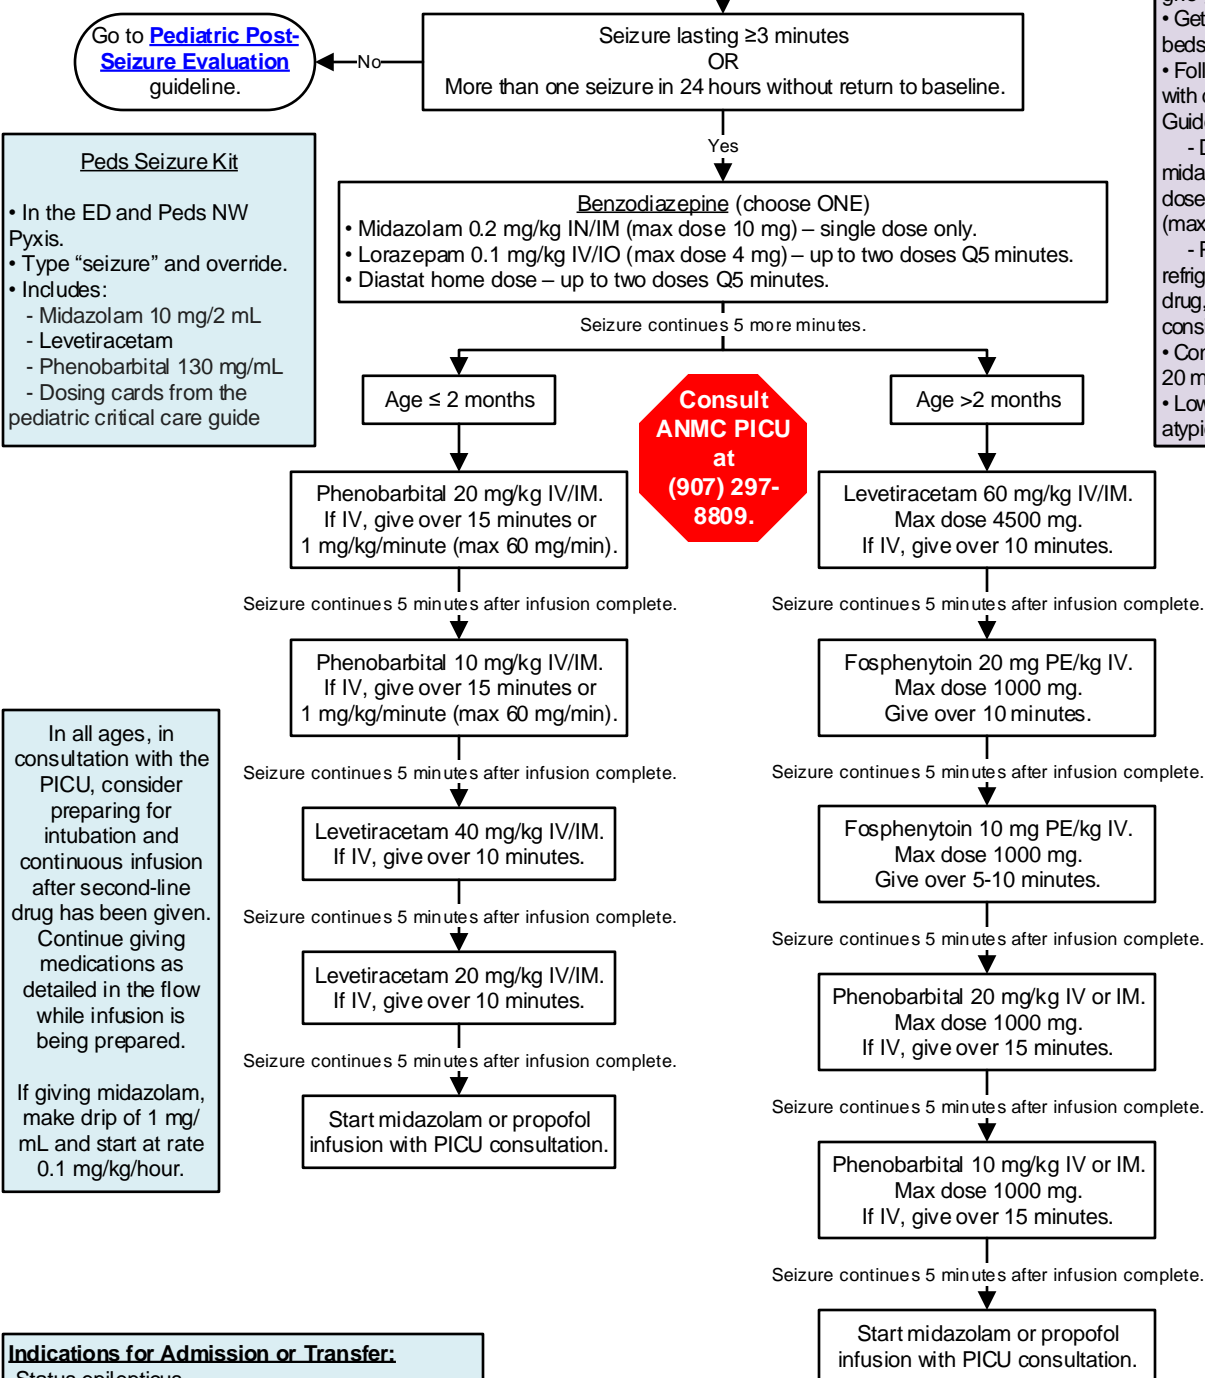 Go to Pediatric Post-
Seizure Evaluation
guideline.
No
Seizure lasting ≥3 minutes
OR
More than one seizure in 24 hours without return to baseline.
• Get
beds
• Foll
with
Guid
- D
mida
dose
(max
refrig
drug,
cons
• Con
20 m
• Low
atypi
Peds Seizure Kit
• In the ED and Peds NW
Pyxis.
• Type “seizure” and override.
• Includes:
- Midazolam 10 mg/2 mL
- Levetiracetam
- Phenobarbital 130 mg/mL
- Dosing cards from the
pediatric critical care guide
Yes
Benzodiazepine (choose ONE)
• Midazolam 0.2 mg/kg IN/IM (max dose 10 mg) – single dose only.
• Lorazepam 0.1 mg/kg IV/IO (max dose 4 mg) – up to two doses Q5 minutes.
• Diastat home dose – up to two doses Q5 minutes.
Seizure continues 5 more minutes.
Age ≤ 2 months
Consult
ANMC PICU
at
(907) 297-
8809.
Age >2 months
Phenobarbital 20 mg/kg IV/IM.
If IV, give over 15 minutes or
1 mg/kg/minute (max 60 mg/min).
Seizure continues 5 minutes after infusion complete.
Phenobarbital 10 mg/kg IV/IM.
If IV, give over 15 minutes or
1 mg/kg/minute (max 60 mg/min).
Seizure continues 5 minutes after infusion complete.
Levetiracetam 40 mg/kg IV/IM.
If IV, give over 10 minutes.
Seizure continues 5 minutes after infusion complete.
Levetiracetam 20 mg/kg IV/IM.
If IV, give over 10 minutes.
Seizure continues 5 minutes after infusion complete.
Start midazolam or propofol
infusion with PICU consultation.
Levetiracetam 60 mg/kg IV/IM.
Max dose 4500 mg.
If IV, give over 10 minutes.
Seizure continues 5 minutes after infusion complete.
Fosphenytoin 20 mg PE/kg IV.
Max dose 1000 mg.
Give over 10 minutes.
Seizure continues 5 minutes after infusion complete.
Fosphenytoin 10 mg PE/kg IV.
Max dose 1000 mg.
Give over 5-10 minutes.
Seizure continues 5 minutes after infusion complete.
Phenobarbital 20 mg/kg IV or IM.
Max dose 1000 mg.
If IV, give over 15 minutes.
Seizure continues 5 minutes after infusion complete.
Phenobarbital 10 mg/kg IV or IM.
Max dose 1000 mg.
If IV, give over 15 minutes.
Seizure continues 5 minutes after infusion complete.
Start midazolam or propofol
infusion with PICU consultation.
In all ages, in
consultation with the
PICU, consider
preparing for
intubation and
continuous infusion
after second-line
drug has been given.
Continue giving
medications as
detailed in the flow
while infusion is
being prepared.
If giving midazolam,
make drip of 1 mg/
mL and start at rate
0.1 mg/kg/hour.
Indications for Admission or Transfer:
Status epilepticus